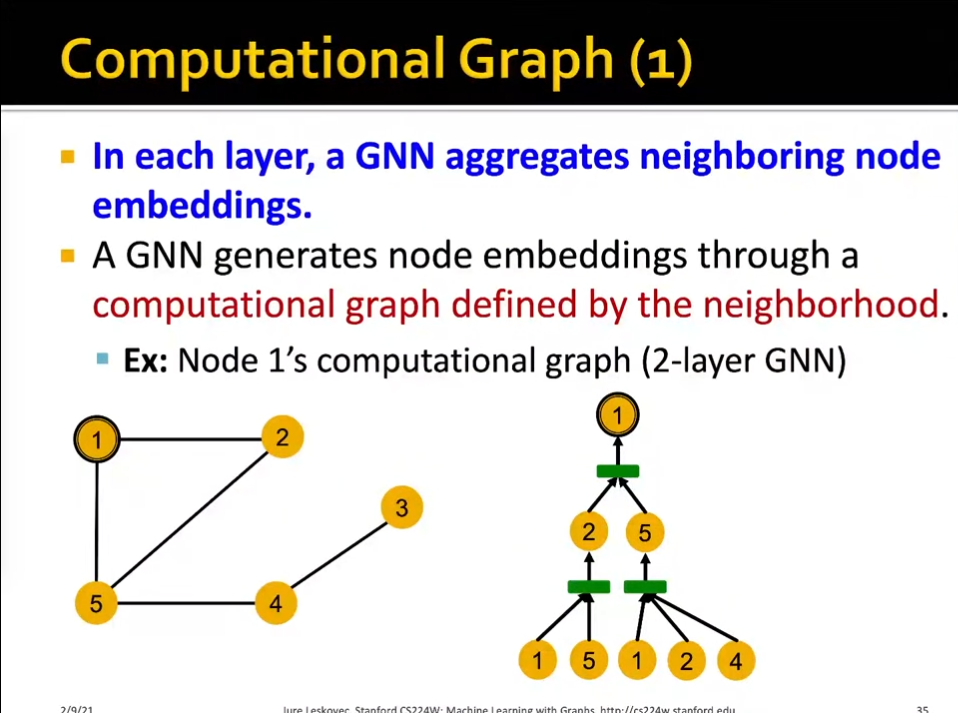 Computational Graph (1)
In each layer, a GNN aggregates neighboring node
embeddings.
A GNN generates node embeddings through a
computational graph defined by the neighborhood.
Ex: Node 1's computational graph (2-layer GNN)
1
2
3
5
4
1
2
5
1
5
1
2
4
2/9/21
Jure Leskovec, Stanford CS224W: Machine Learning with Graphs, http://cs224w.stanford.edu
35